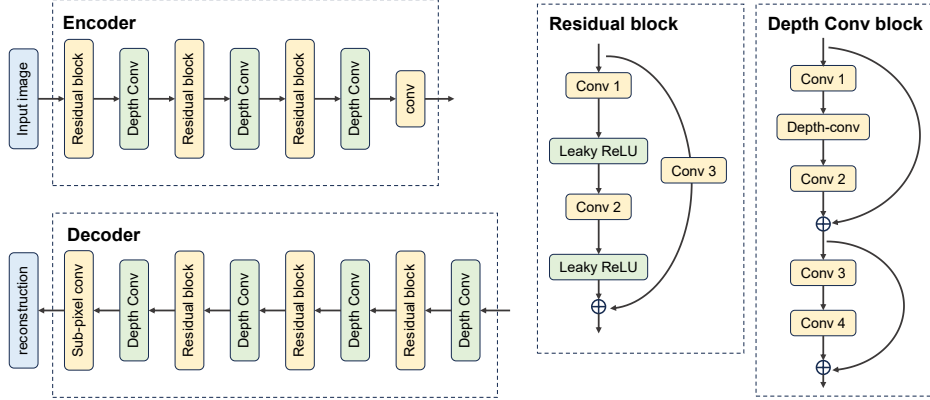 Encoder
Input image
Residual block
Depth Conv
Residual block
Depth Conv
Residual block
Depth Conv
conv
Decoder
reconstruction
Sub-pixel conv
Depth Conv
Residual block
Depth Conv
Residual block
Depth Conv
Residual block
Depth Conv
Residual block
Conv 1
Leaky ReLU
Conv 3
Conv 2
Leaky ReLU
Depth Conv block
Conv 1
Depth-conv
Conv 2
Conv 3
Conv 4